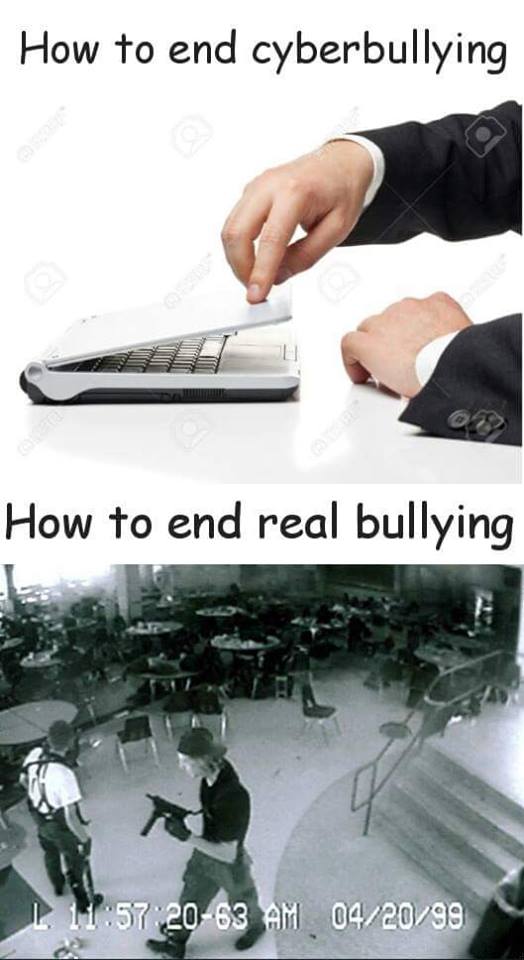 How to end cyberbullying
How to end real bullying
L 11:57:20-63 AM 04/20/99